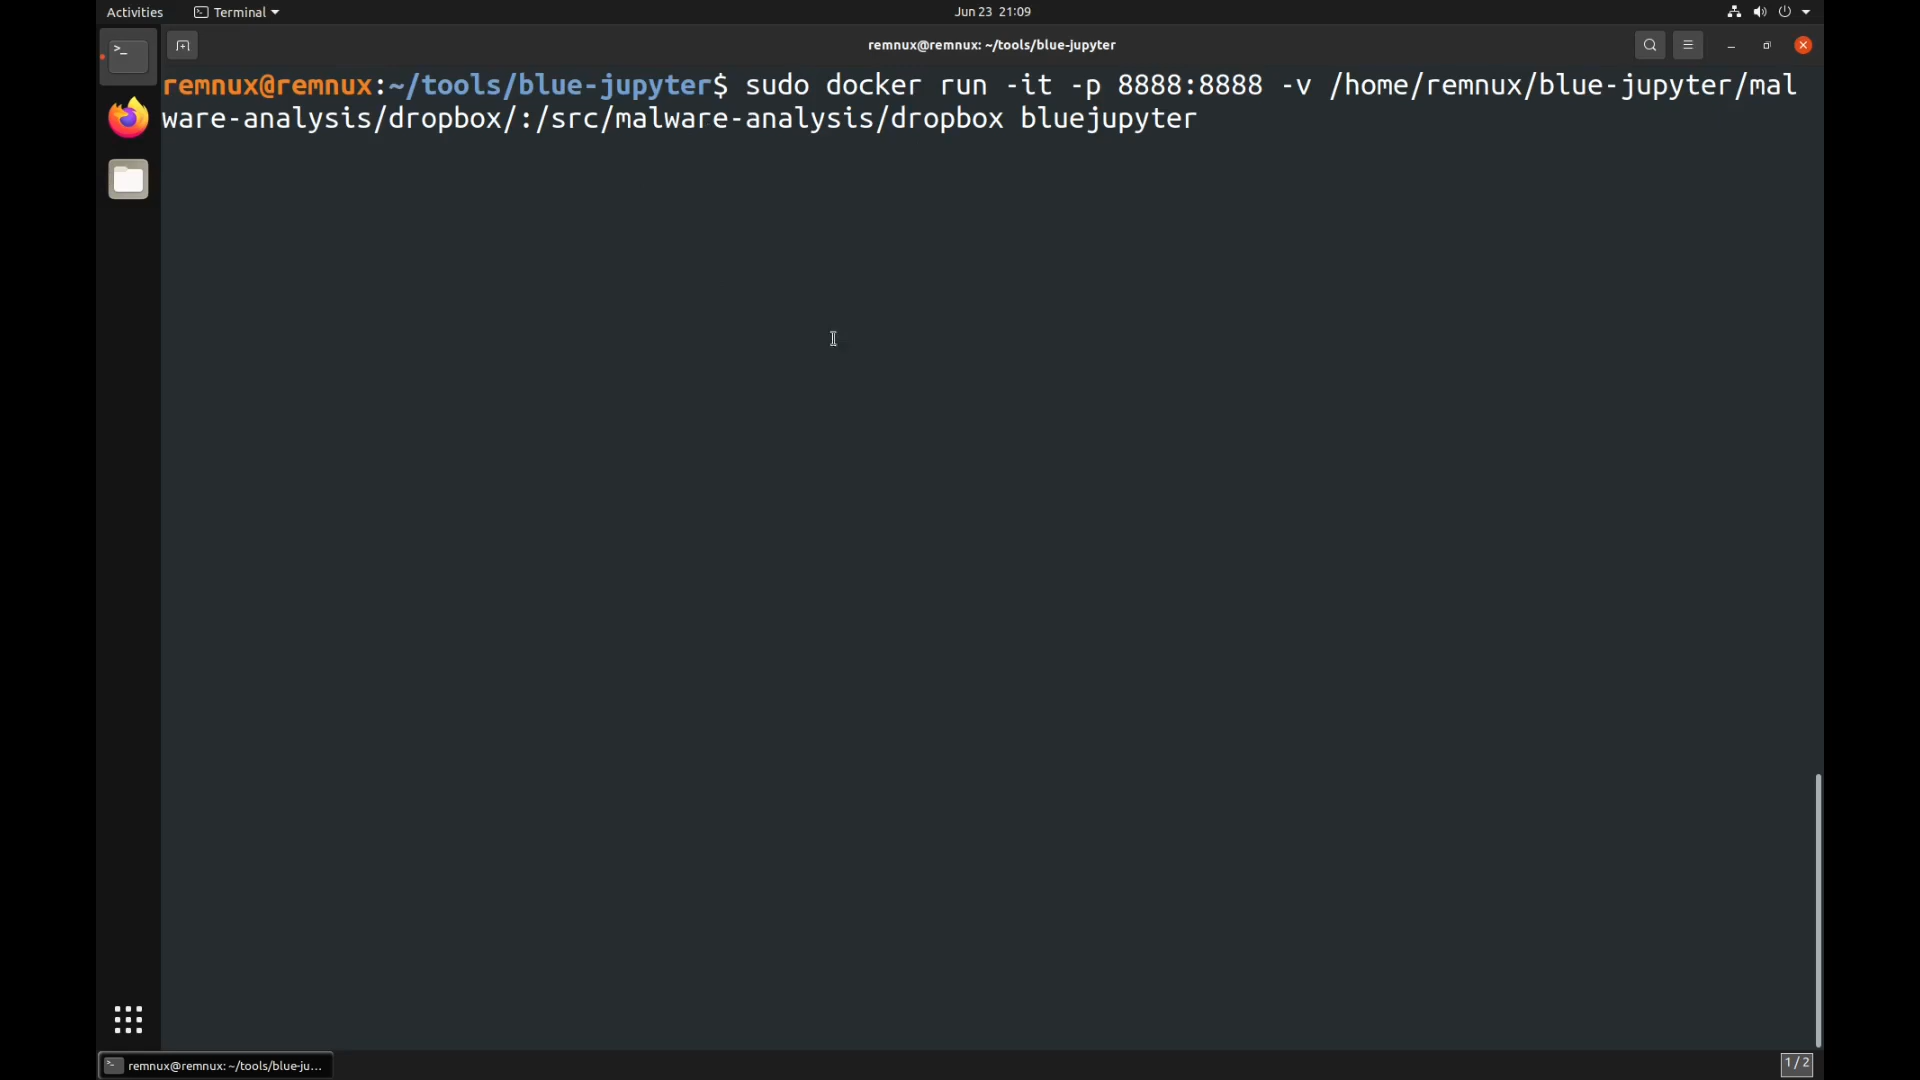 Activities
Terminal
Jun 23 21:09
remnux@remnux: ~/tools/blue-jupyter
remnux@remnux:~/tools/blue-jupyter$ sudo docker run -it -p 8888:8888 -v /home/remnux/blue-jupyter/mal
ware-analysis/dropbox/:/src/malware-analysis/dropbox bluejupyter
remnux@remnux: ~/tools/blue-ju...
1 / 2